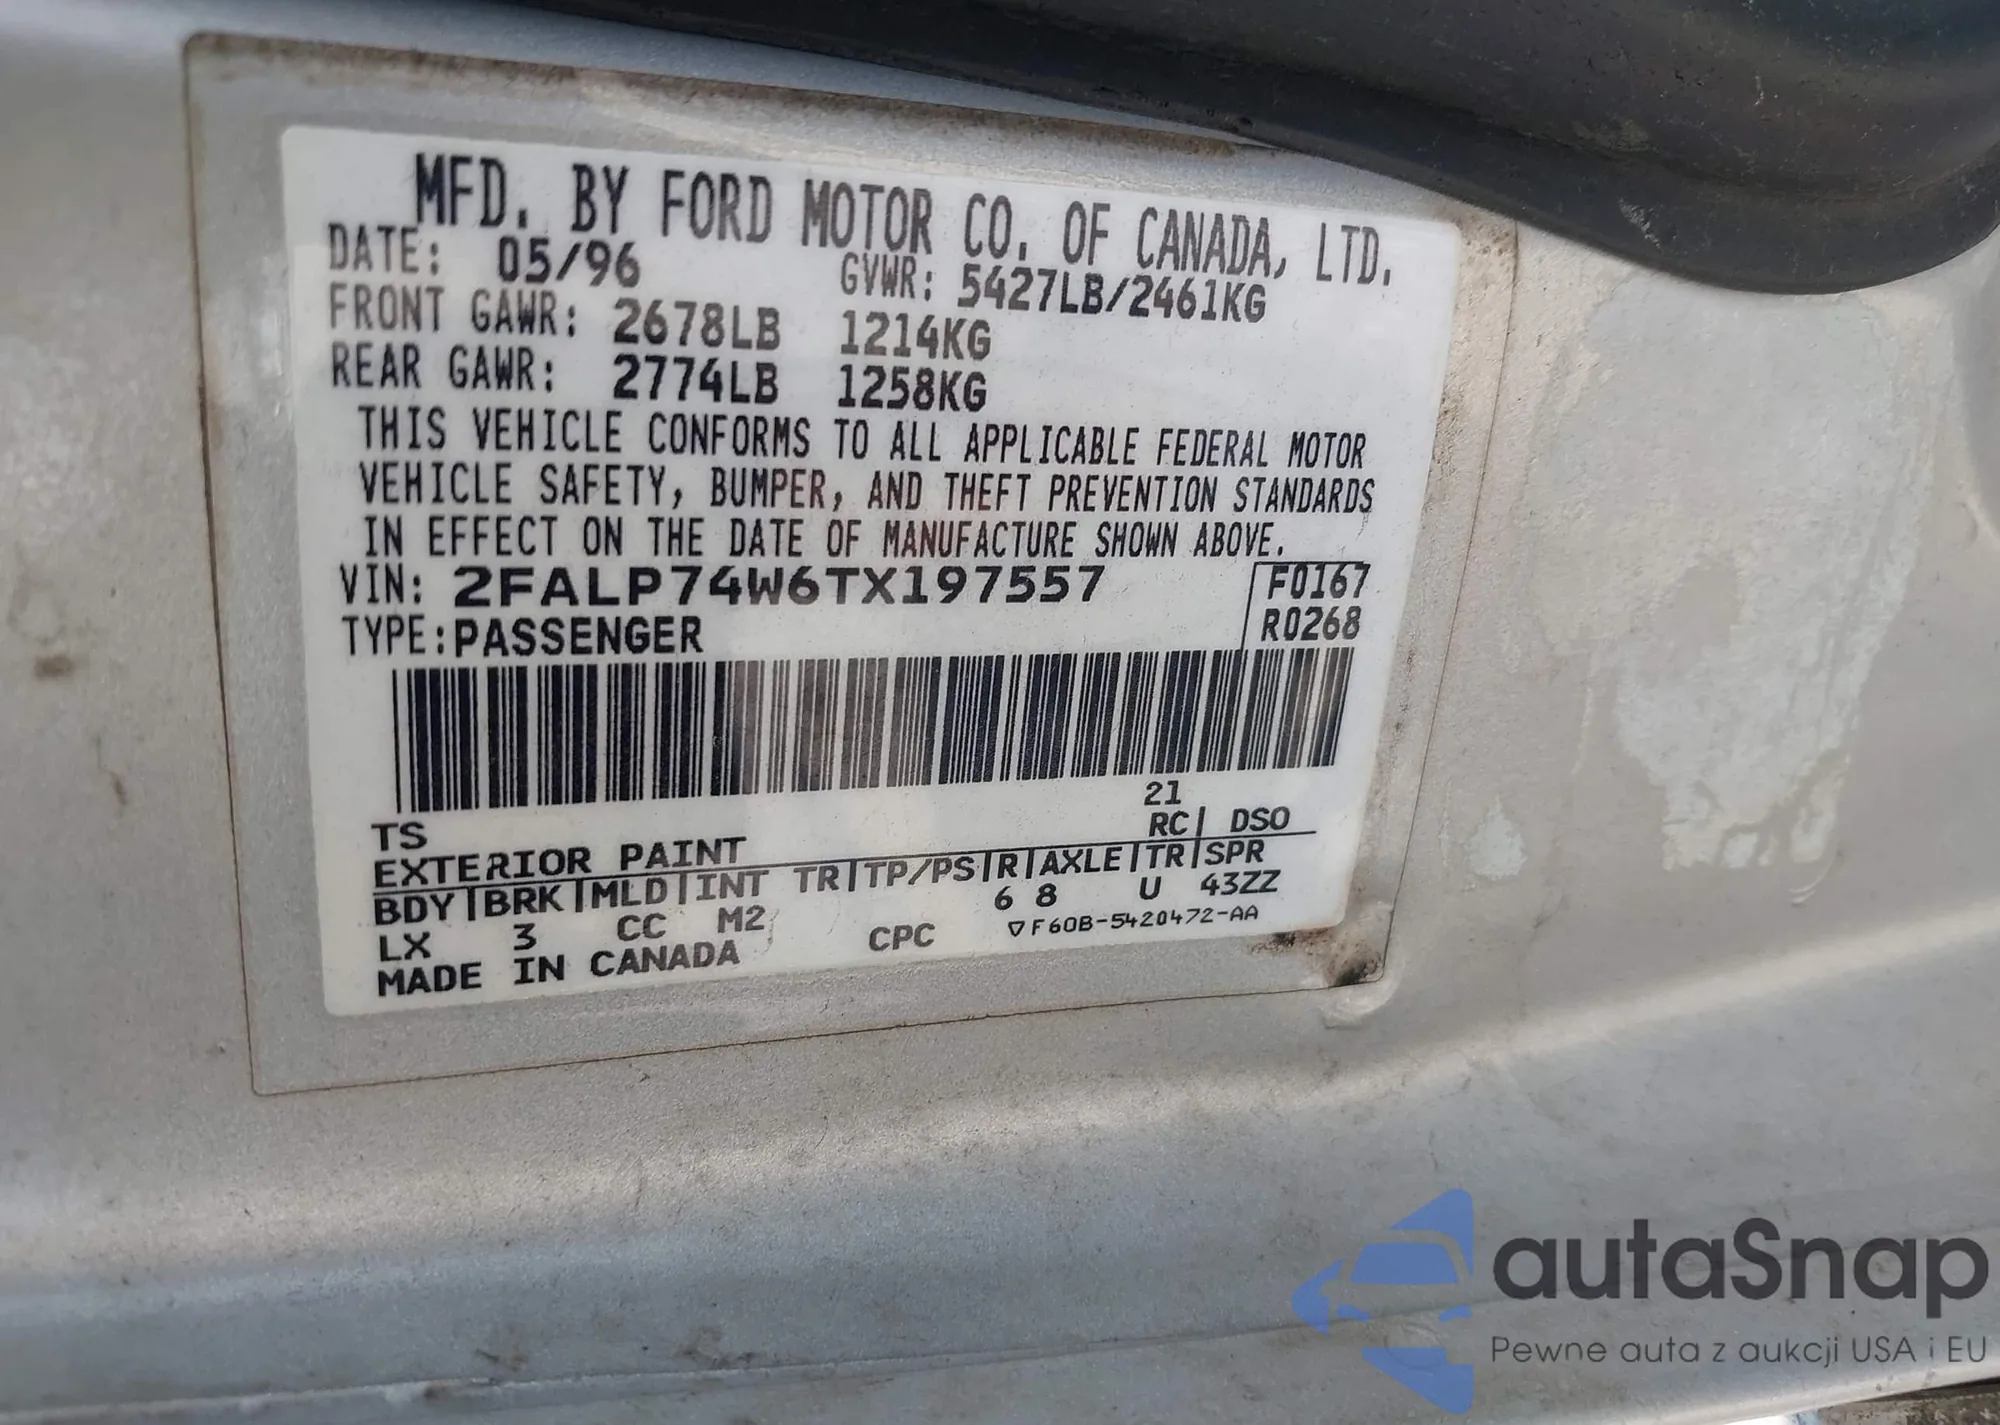 MFD. BY FORD MOTOR CO. OF CANADA, LTD.
DATE: 05/96 GVWR: 5427LB/2461KG
FRONT GAWR: 2678LB 1214KG
REAR GAWR: 2774LB 1258KG
THIS VEHICLE CONFORMS TO ALL APPLICABLE FEDERAL MOTOR
VEHICLE SAFETY, BUMPER, AND THEFT PREVENTION STANDARDS
IN EFFECT ON THE DATE OF MANUFACTURE SHOWN ABOVE.
VIN: 2FALP74W6TX197557 F0167
TYPE: PASSENGER R0268
TS 21
EXTERIOR PAINT RC| DSO
BDY|BRK|MLD|INT TR|TP/PS|R|AXLE|TR|SPR
LX 3 CC M2 6 8 U 43ZZ
MADE IN CANADA CPC ▽F60B-5420472-AA
autaSnap
Pewne auta z aukcji USA i EU